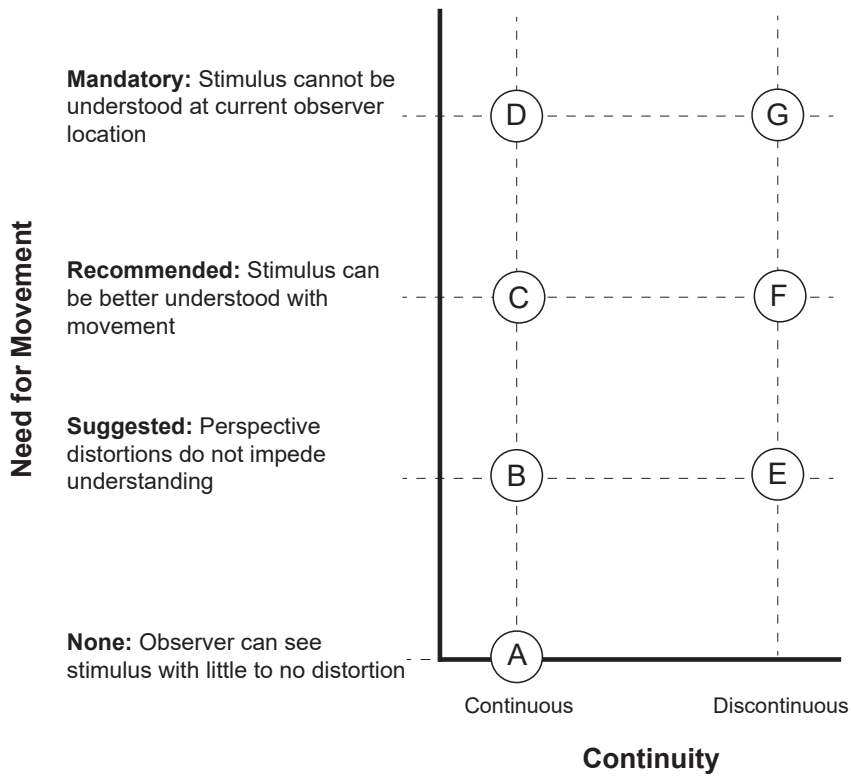 Need for Movement
Mandatory: Stimulus cannot be
understood at current observer
location
Recommended: Stimulus can
be better understood with
movement
Suggested: Perspective
distortions do not impede
understanding
None: Observer can see
stimulus with little to no distortion
D
G
C
F
B
E
A
Continuous
Discontinuous
Continuity